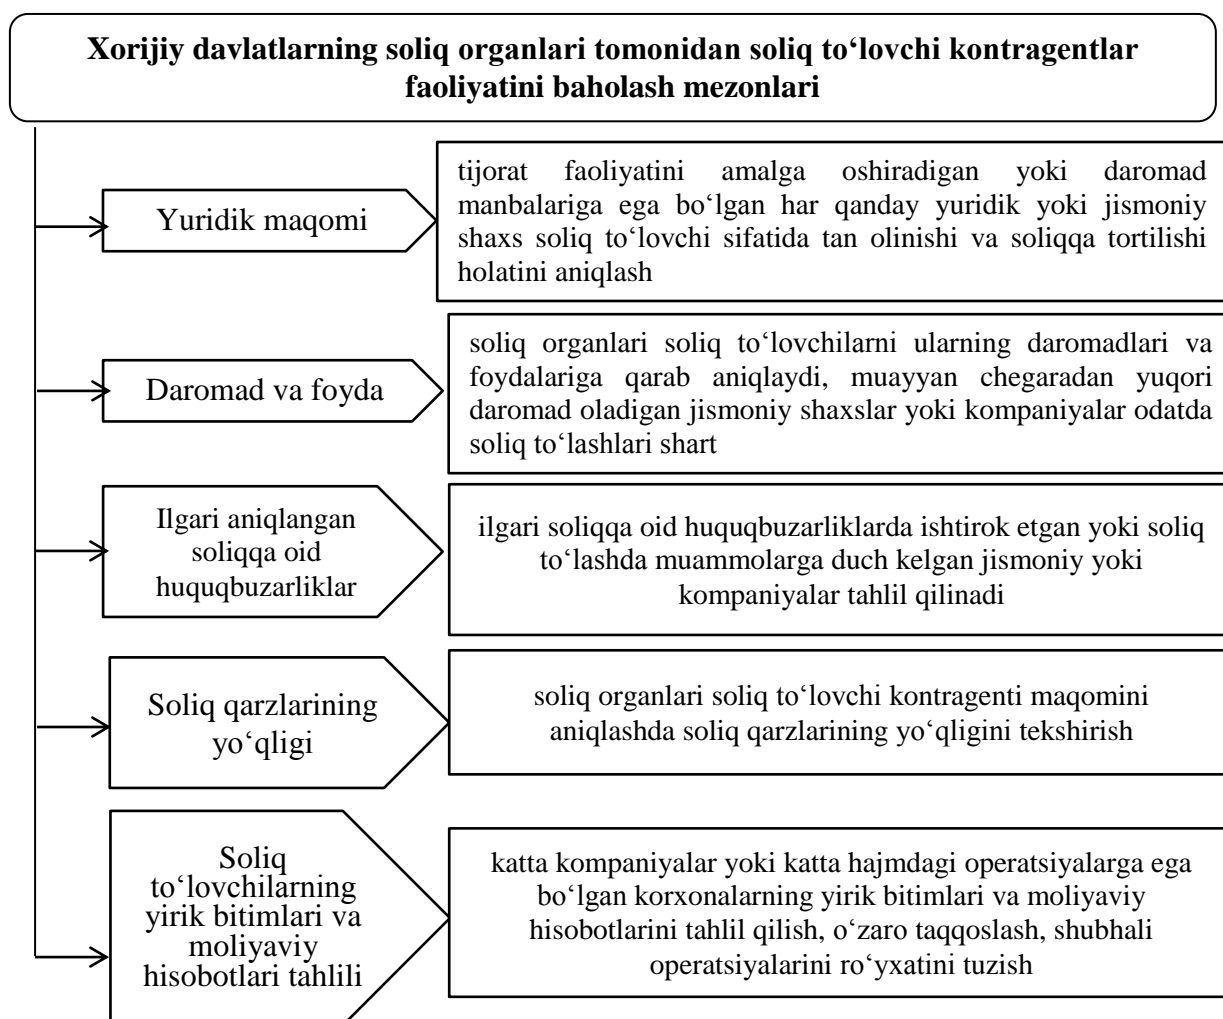 Xorijiy davlatlarning soliq organlari tomonidan soliq to‘lovchi kontragentlar
faoliyatini baholash mezonlari
Yuridik maqomi
tijorat faoliyatini amalga oshiradigan yoki daromad
manbalariga ega bo‘lgan har qanday yuridik yoki jismoniy
shaxs soliq to‘lovchi sifatida tan olinishi va soliqqa tortilishi
holatini aniqlash
Daromad va foyda
soliq organlari soliq to‘lovchilarni ularning daromadlari va
foydalariga qarab aniqlaydi, muayyan chegaradan yuqori
daromad oladigan jismoniy shaxslar yoki kompaniyalar odatda
soliq to‘lashlari shart
Ilgari aniqlangan
soliqqa oid
huquqbuzarliklar
ilgari soliqqa oid huquqbuzarliklarda ishtirok etgan yoki soliq
to‘lashda muammolarga duch kelgan jismoniy yoki
kompaniyalar tahlil qilinadi
Soliq qarzlarining
yo‘qligi
soliq organlari soliq to‘lovchi kontragenti maqomini
aniqlashda soliq qarzlarining yo‘qligini tekshirish
Soliq
to‘lovchilarning
yirik bitimlari va
moliyaviy
hisobotlari tahlili
katta kompaniyalar yoki katta hajmdagi operatsiyalarga ega
bo‘lgan korxonalarning yirik bitimlari va moliyaviy
hisobotlarini tahlil qilish, o‘zaro taqqoslash, shubhali
operatsiyalarini ro‘yxatini tuzish